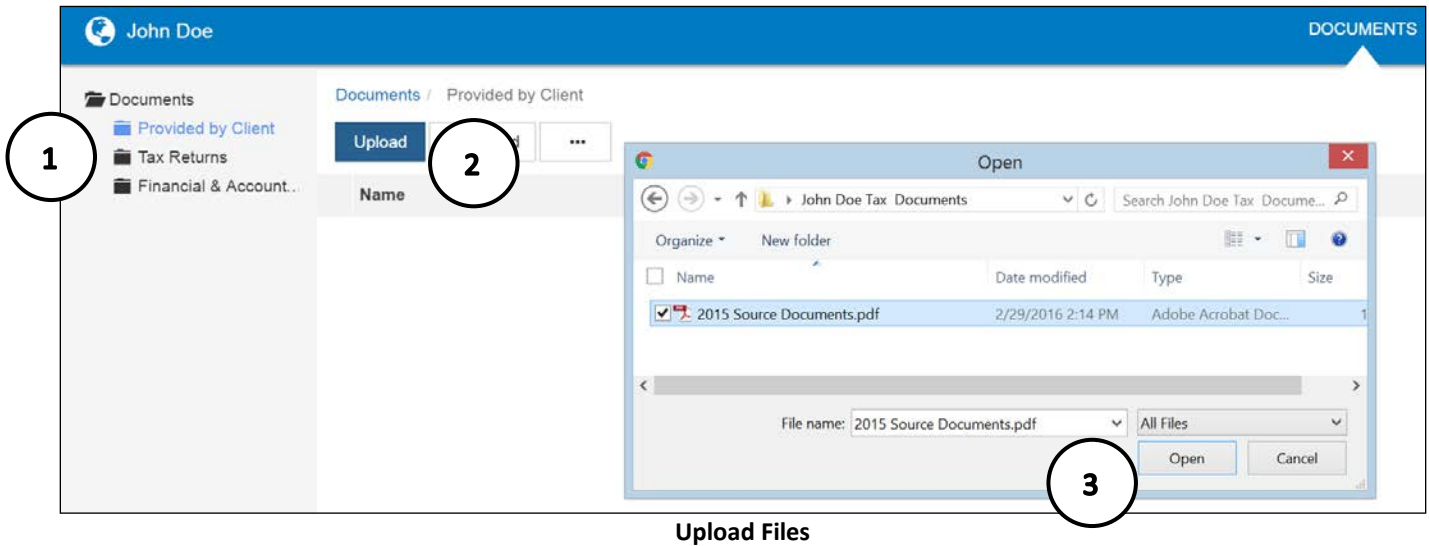 John Doe
DOCUMENTS
Documents
Provided by Client
Tax Returns
Financial & Account..
1
Documents / Provided by Client
Upload
2
...
Name
Open
John Doe Tax Documents
Search John Doe Tax Docume...
Organize
New folder
Name Date modified Type Size
2015 Source Documents.pdf 2/29/2016 2:14 PM Adobe Acrobat Doc... 1
File name: 2015 Source Documents.pdf All Files
Open Cancel
3
Upload Files